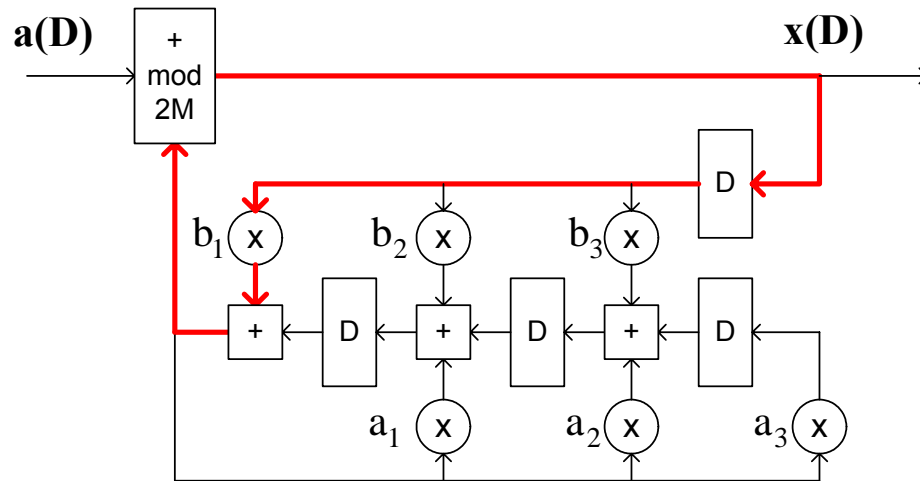 a(D)
+
mod
2M
x(D)
D
b₁ x
b₂ x
b₃ x
+
D
+
D
+
D
a₁ x
a₂ x
a₃ x